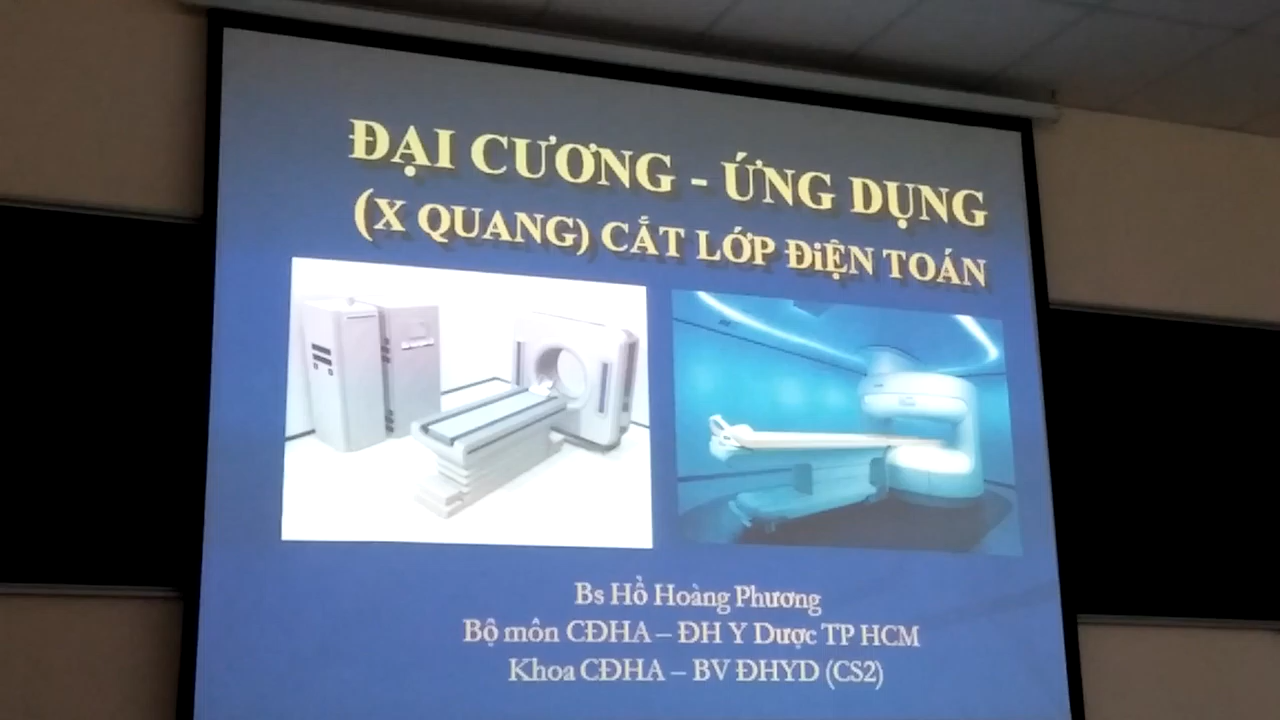 ĐẠI CƯƠNG - ỨNG DỤNG
(X QUANG) CẮT LỚP ĐiỆN TOÁN
Bs Hồ Hoàng Phương
Bộ môn CĐHA – ĐH Y Dược TP HCM
Khoa CĐHA – BV ĐHYD (CS2)